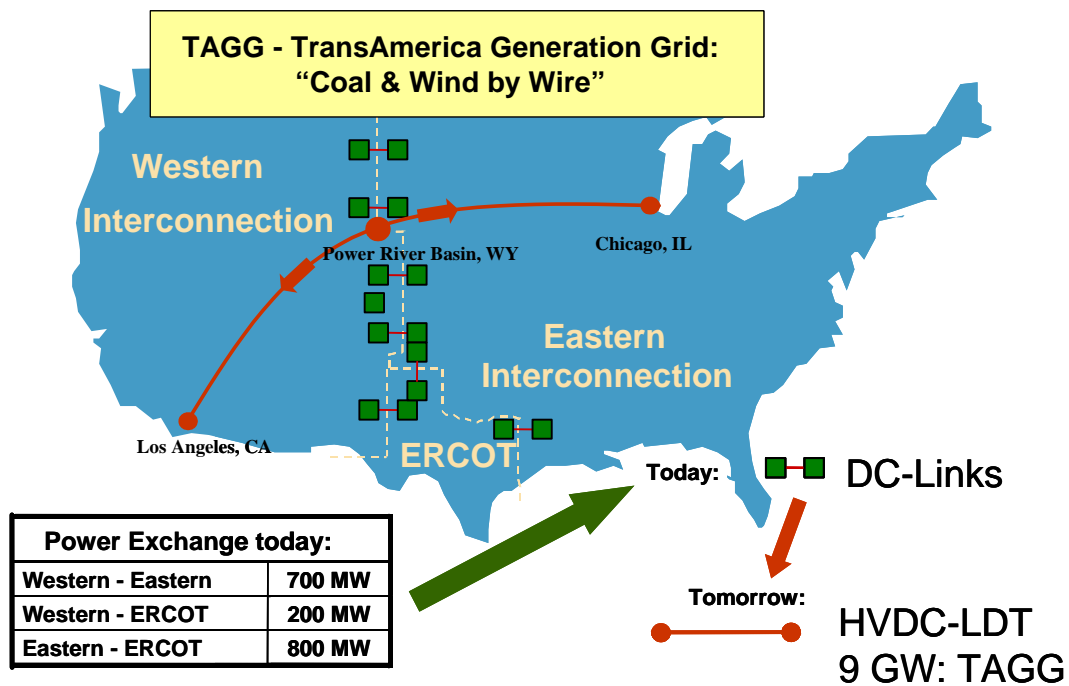 TAGG - TransAmerica Generation Grid:
“Coal & Wind by Wire”
Western
Interconnection
Power River Basin, WY
Chicago, IL
Eastern
Interconnection
Los Angeles, CA
ERCOT
Today:
DC-Links
Power Exchange today:
Western - Eastern 700 MW
Western - ERCOT 200 MW
Eastern - ERCOT 800 MW
Tomorrow:
HVDC-LDT
9 GW: TAGG